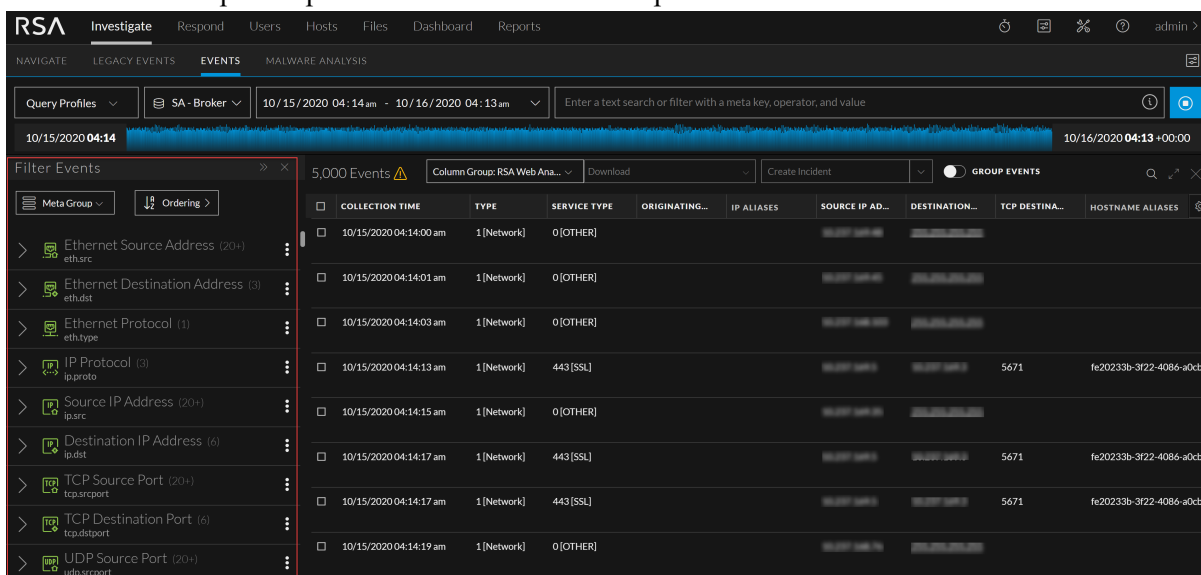 RSA Investigate Respond Users Hosts Files Dashboard Reports admin >
NAVIGATE LEGACY EVENTS EVENTS MALWARE ANALYSIS
Query Profiles SA - Broker 10/15/2020 04:14 am - 10/16/2020 04:13 am Enter a text search or filter with a meta key, operator, and value
10/15/2020 04:14 10/16/2020 04:13 +00:00
Filter Events
5,000 Events Column Group: RSA Web Ana... Download Create Incident GROUP EVENTS
Meta Group Ordering >
COLLECTION TIME TYPE SERVICE TYPE ORIGINATING... IP ALIASES SOURCE IP AD... DESTINATION... TCP DESTINA... HOSTNAME ALIASES
Ethernet Source Address (20+)
eth.src
Ethernet Destination Address (3)
eth.dst
Ethernet Protocol (1)
eth.type
IP Protocol (3)
ip.proto
Source IP Address (20+)
ip.src
Destination IP Address (6)
ip.dst
TCP Source Port (20+)
tcp.srcport
TCP Destination Port (6)
tcp.dstport
UDP Source Port (20+)
udp.srcport
10/15/2020 04:14:00 am 1 [Network] 0 [OTHER]
10/15/2020 04:14:01 am 1 [Network] 0 [OTHER]
10/15/2020 04:14:03 am 1 [Network] 0 [OTHER]
10/15/2020 04:14:13 am 1 [Network] 443 [SSL] 5671 fe20233b-3f22-4086-a0cb
10/15/2020 04:14:15 am 1 [Network] 0 [OTHER]
10/15/2020 04:14:17 am 1 [Network] 443 [SSL] 5671 fe20233b-3f22-4086-a0cb
10/15/2020 04:14:17 am 1 [Network] 443 [SSL] 5671 fe20233b-3f22-4086-a0cb
10/15/2020 04:14:19 am 1 [Network] 0 [OTHER]